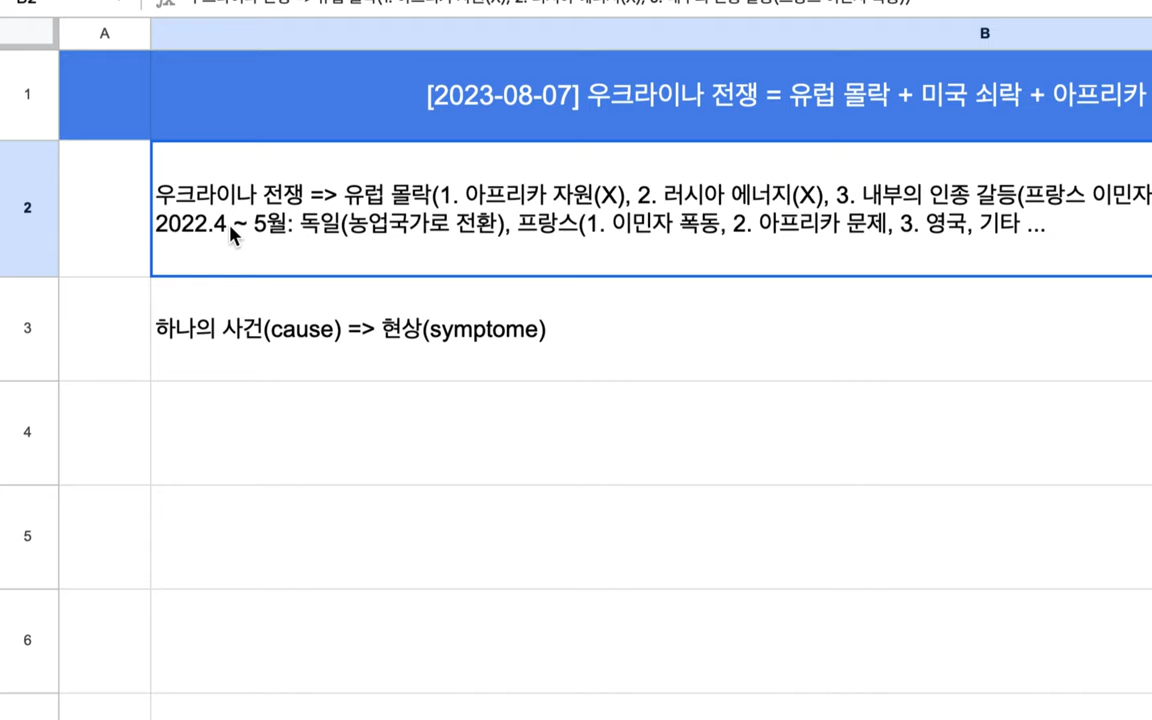 A
B
1
[2023-08-07] 우크라이나 전쟁 = 유럽 몰락 + 미국 쇠락 + 아프리카
2
우크라이나 전쟁 => 유럽 몰락(1. 아프리카 자원(X), 2. 러시아 에너지(X), 3. 내부의 인종 갈등(프랑스 이민자
2022.4 ~ 5월: 독일(농업국가로 전환), 프랑스(1. 이민자 폭동, 2. 아프리카 문제, 3. 영국, 기타 ...
3
하나의 사건(cause) => 현상(symptome)
4
5
6